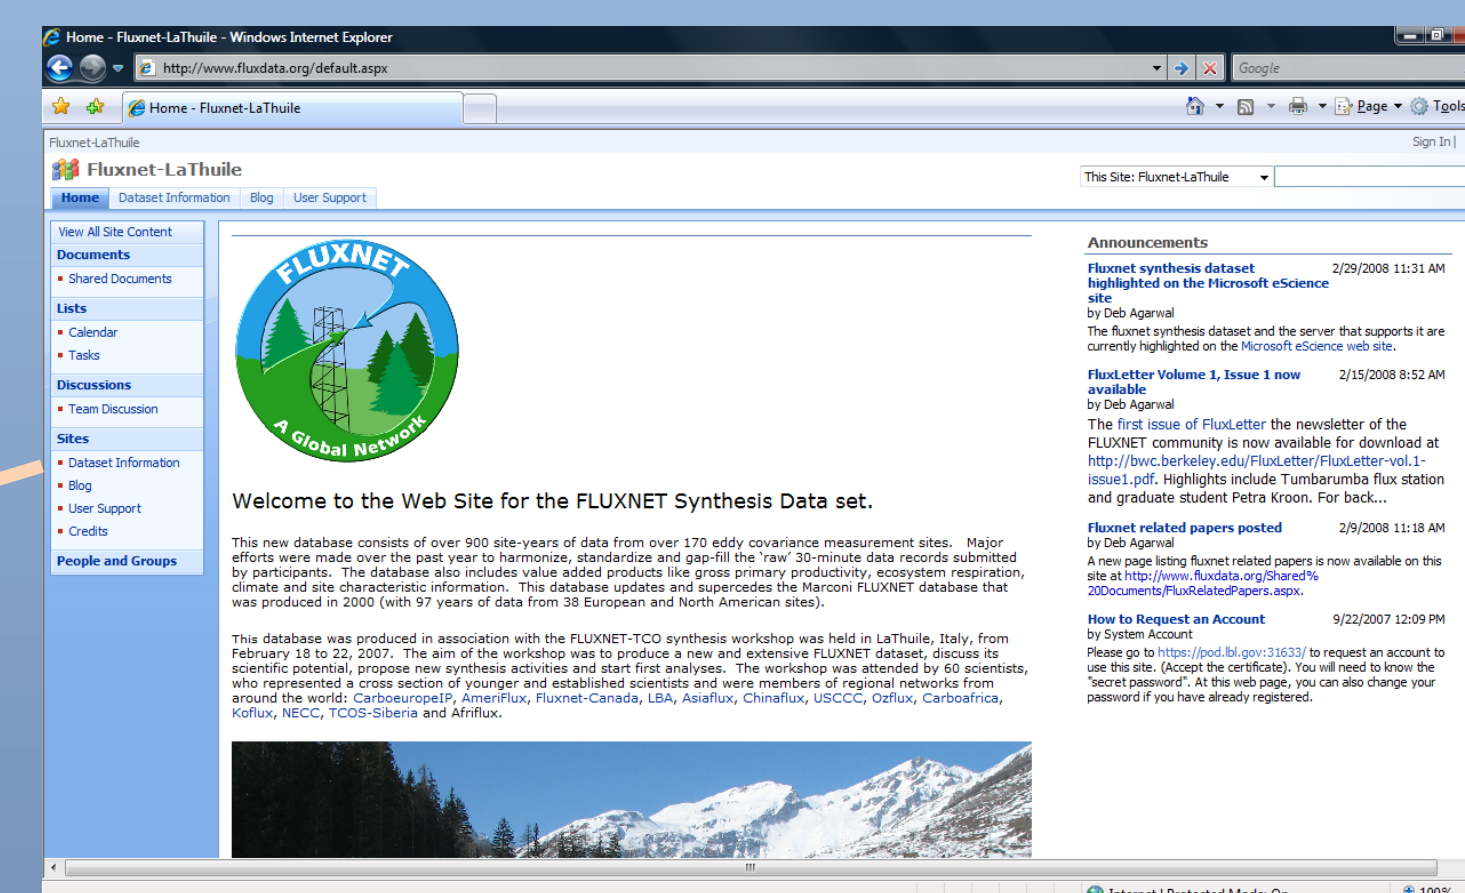 Home - Fluxnet-LaThuile - Windows Internet Explorer
http://www.fluxdata.org/default.aspx
Google
Home - Fluxnet-LaThuile
Page
Tools
Fluxnet-LaThuile
Sign In |
Fluxnet-LaThuile
This Site: Fluxnet-LaThuile
Home Dataset Information Blog User Support
View All Site Content
Documents
Shared Documents
Lists
Calendar
Tasks
Discussions
Team Discussion
Sites
Dataset Information
Blog
User Support
Credits
People and Groups
FLUXNET
A Global Network
Welcome to the Web Site for the FLUXNET Synthesis Data set.
This new database consists of over 900 site-years of data from over 170 eddy covariance measurement sites. Major
efforts were made over the past year to harmonize, standardize and gap-fill the ‘raw’ 30-minute data records submitted
by participants. The database also includes value added products like gross primary productivity, ecosystem respiration,
climate and site characteristic information. This database updates and supercedes the Marconi FLUXNET database that
was produced in 2000 (with 97 years of data from 38 European and North American sites).
This database was produced in association with the FLUXNET-TCO synthesis workshop was held in LaThuile, Italy, from
February 18 to 22, 2007. The aim of the workshop was to produce a new and extensive FLUXNET dataset, discuss its
scientific potential, propose new synthesis activities and start first analyses. The workshop was attended by 60 scientists,
who represented a cross section of younger and established scientists and were members of regional networks from
around the world: CarboeuropeIP, AmeriFlux, Fluxnet-Canada, LBA, Asiaflux, Chinaflux, USCCC, Ozflux, Carboafrica,
Koflux, NECC, TCOS-Siberia and Afriflux.
Announcements
Fluxnet synthesis dataset 2/29/2008 11:31 AM
highlighted on the Microsoft eScience
site
by Deb Agarwal
The fluxnet synthesis dataset and the server that supports it are
currently highlighted on the Microsoft eScience web site.
FluxLetter Volume 1, Issue 1 now 2/15/2008 8:52 AM
available
by Deb Agarwal
The first issue of FluxLetter the newsletter of the
FLUXNET community is now available for download at
http://bwc.berkeley.edu/FluxLetter/FluxLetter-vol.1-
issue1.pdf. Highlights include Tumbarumba flux station
and graduate student Petra Kroon. For back...
Fluxnet related papers posted 2/9/2008 11:18 AM
by Deb Agarwal
A new page listing fluxnet related papers is now available on this
site at http://www.fluxdata.org/Shared%
20Documents/FluxRelatedPapers.aspx.
How to Request an Account 9/22/2007 12:09 PM
by System Account
Please go to https://pod.lbl.gov:31633/ to request an account to
use this site. (Accept the certificate). You will need to know the
"secret password". At this web page, you can also change your
password if you have already registered.
Internet | Protected Mode: On
100%